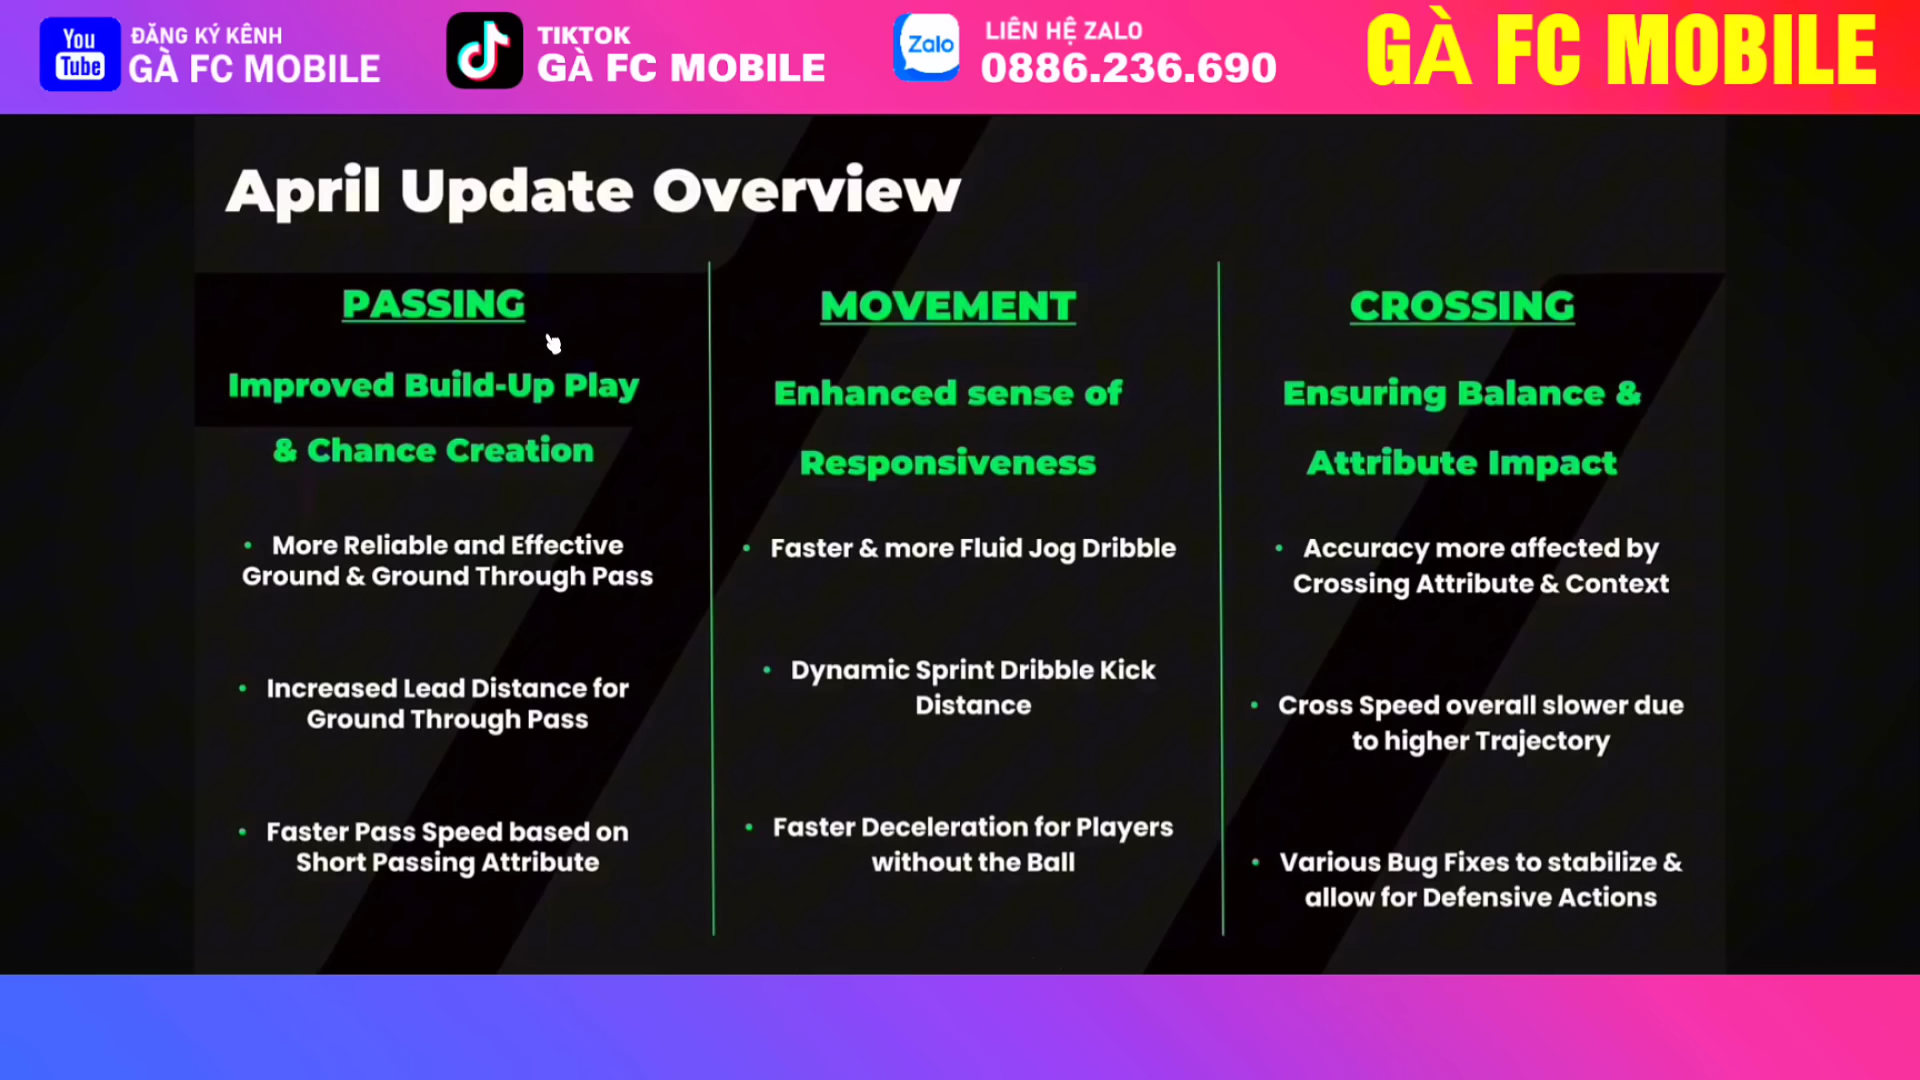 You
Tube
ĐĂNG KÝ KÊNH
GÀ FC MOBILE
TIKTOK
GÀ FC MOBILE
Zalo
LIÊN HỆ ZALO
0886.236.690
GÀ FC MOBILE
April Update Overview
PASSING
Improved Build-Up Play
& Chance Creation
• More Reliable and Effective
Ground & Ground Through Pass
• Increased Lead Distance for
Ground Through Pass
• Faster Pass Speed based on
Short Passing Attribute
MOVEMENT
Enhanced sense of
Responsiveness
• Faster & more Fluid Jog Dribble
• Dynamic Sprint Dribble Kick
Distance
• Faster Deceleration for Players
without the Ball
CROSSING
Ensuring Balance &
Attribute Impact
• Accuracy more affected by
Crossing Attribute & Context
• Cross Speed overall slower due
to higher Trajectory
• Various Bug Fixes to stabilize &
allow for Defensive Actions